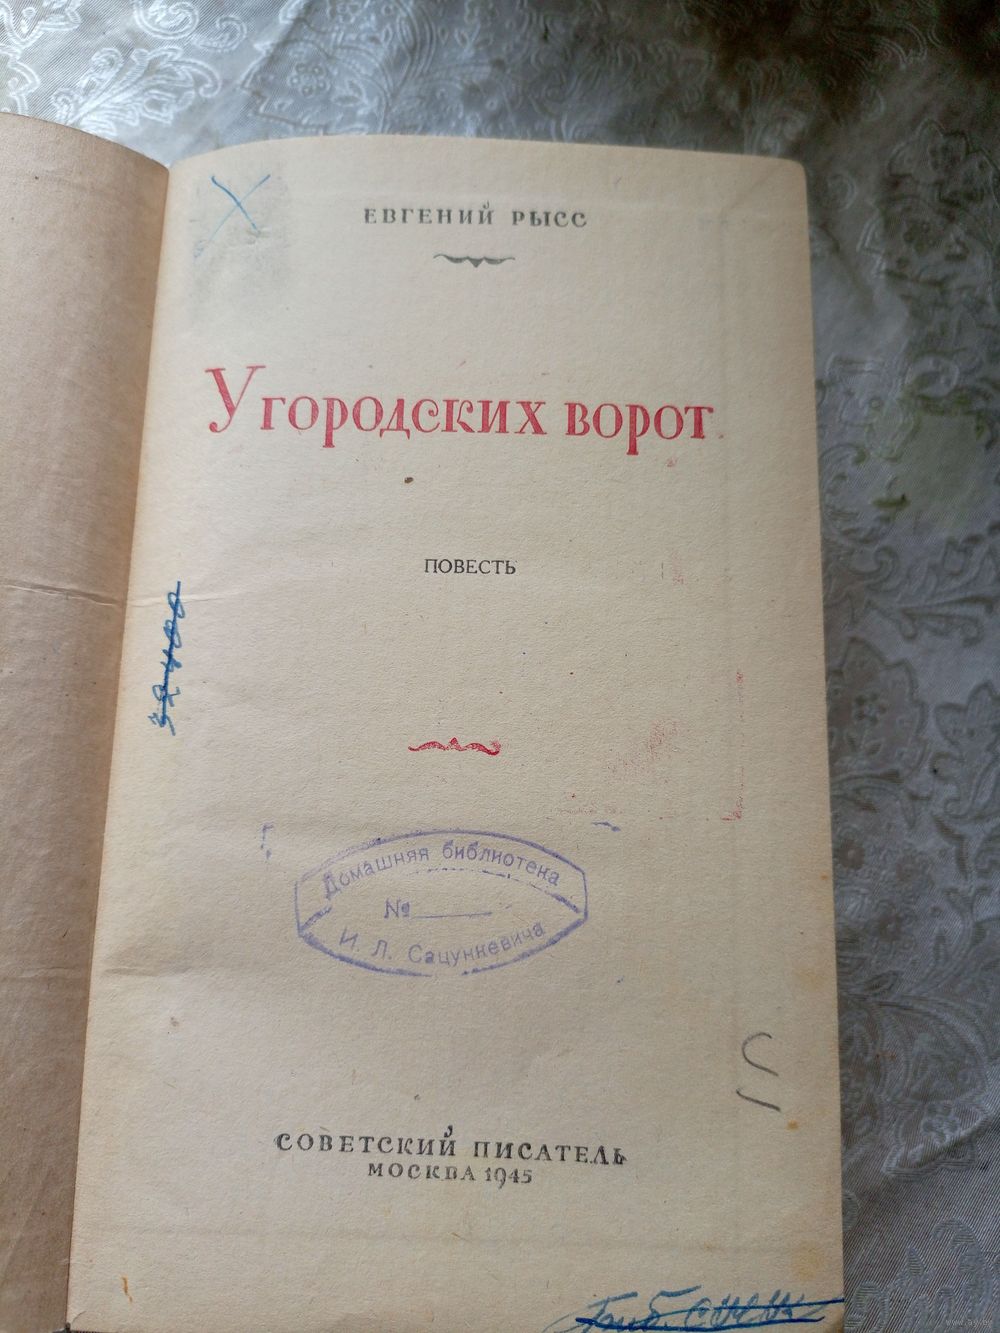 ЕВГЕНИЙ РЫСС
У городских ворот
ПОВЕСТЬ
Домашняя библиотека
№
И. Л. Сацункевича
СОВЕТСКИЙ ПИСАТЕЛЬ
МОСКВА 1945